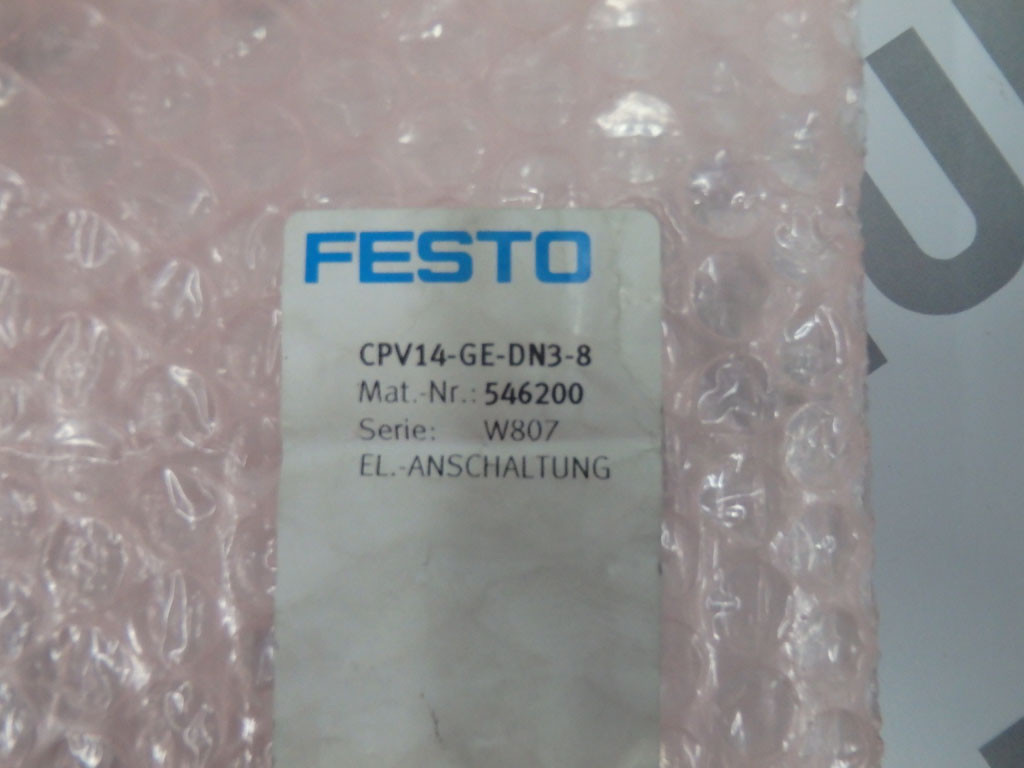 FESTO
CPV14-GE-DN3-8
Mat.-Nr.: 546200
Serie: W807
EL.-ANSCHALTUNG